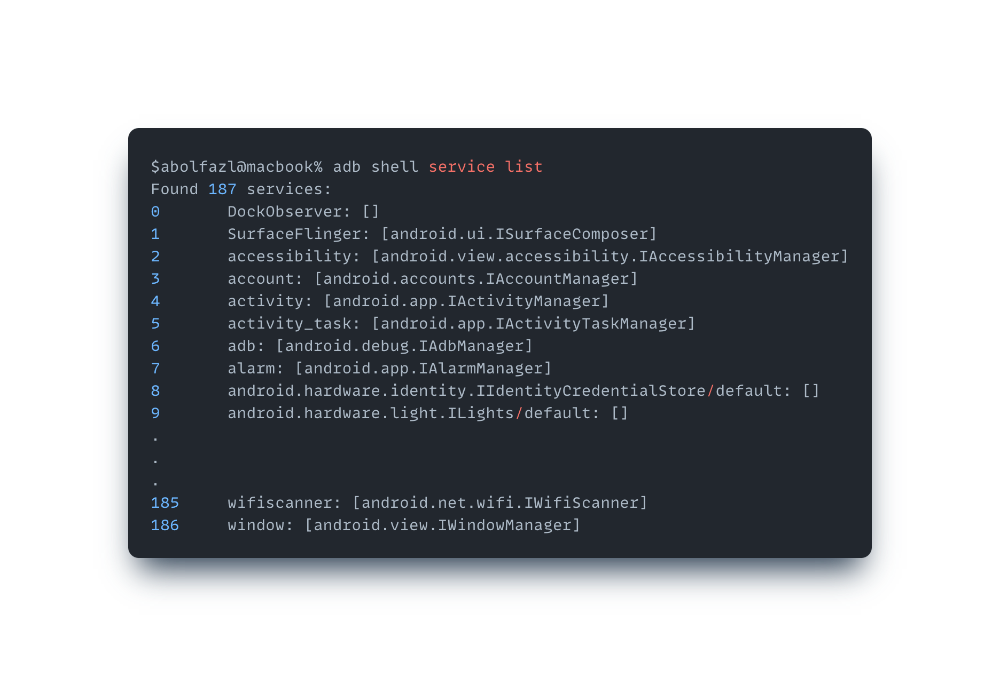 $abolfazl@macbook% adb shell service list
Found 187 services:
0       DockObserver: []
1       SurfaceFlinger: [android.ui.ISurfaceComposer]
2       accessibility: [android.view.accessibility.IAccessibilityManager]
3       account: [android.accounts.IAccountManager]
4       activity: [android.app.IActivityManager]
5       activity_task: [android.app.IActivityTaskManager]
6       adb: [android.debug.IAdbManager]
7       alarm: [android.app.IAlarmManager]
8       android.hardware.identity.IIdentityCredentialStore/default: []
9       android.hardware.light.ILights/default: []
.
.
.
185     wifiscanner: [android.net.wifi.IWifiScanner]
186     window: [android.view.IWindowManager]